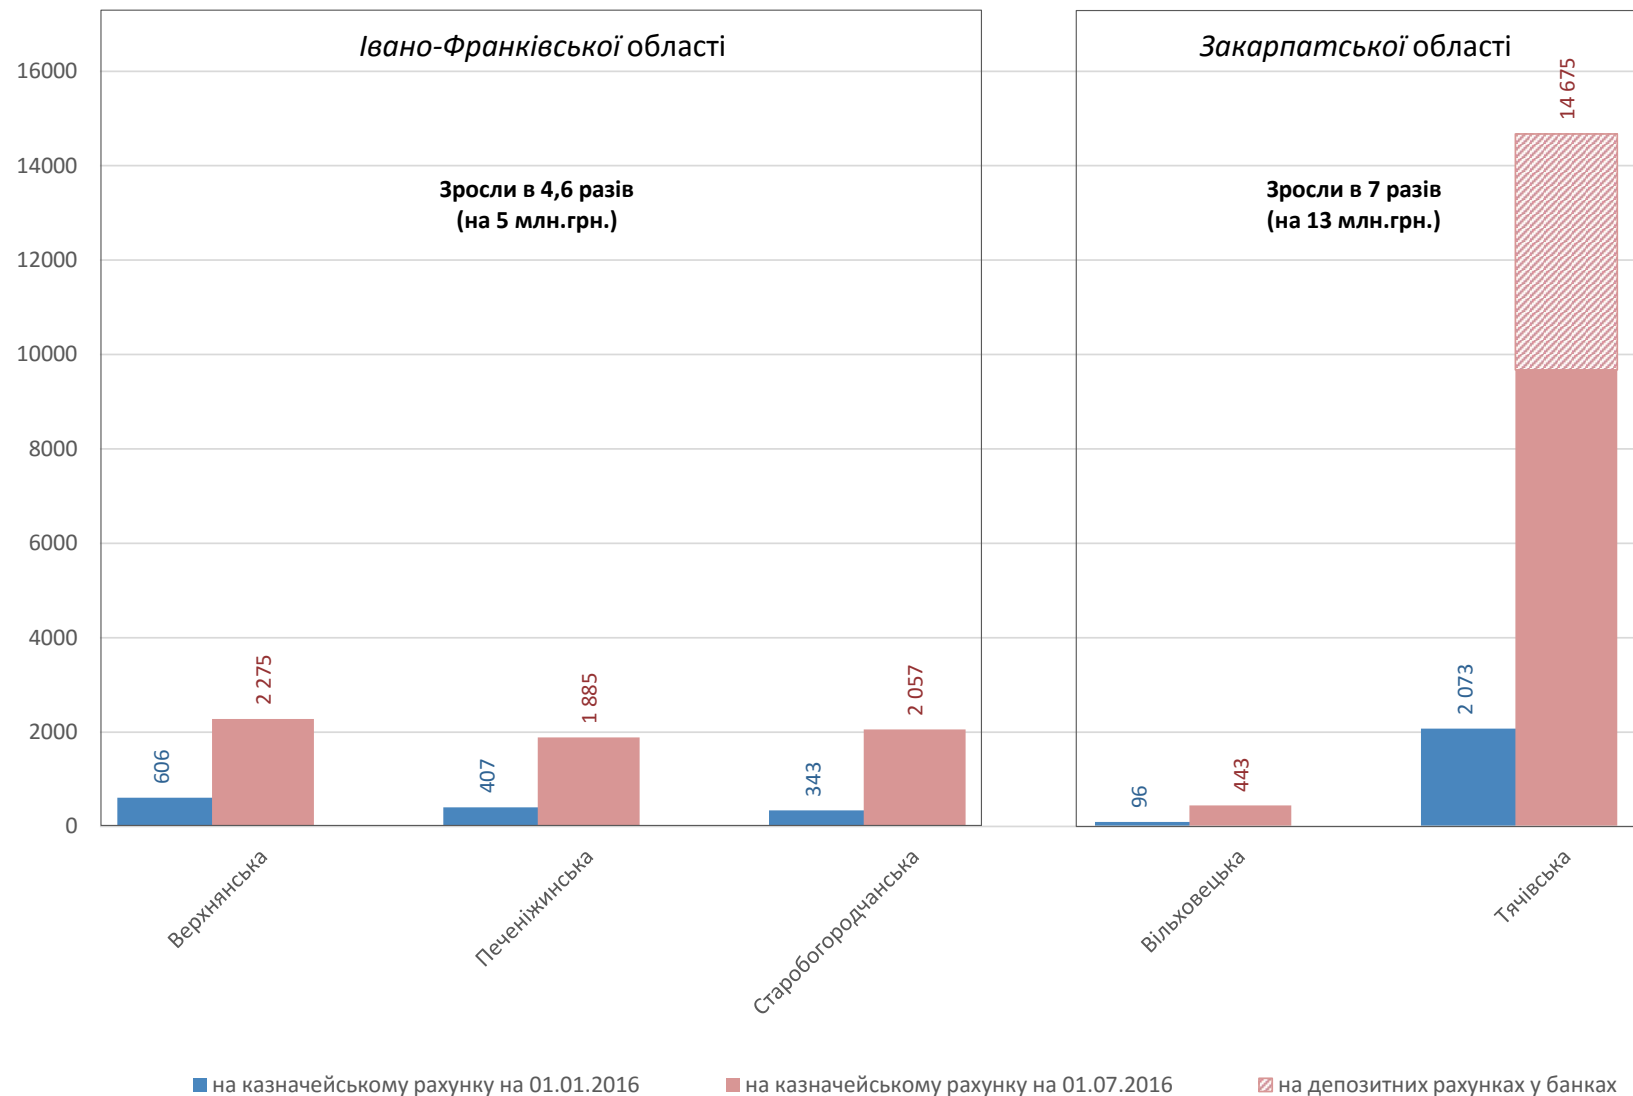 Івано-Франківської області
Закарпатської області
16000
14000
12000
10000
8000
6000
4000
2000
0
Зросли в 4,6 разів
(на 5 млн.грн.)
Зросли в 7 разів
(на 13 млн.грн.)
606
2 275
407
1 885
343
2 057
96
443
2 073
14 675
Верхнянська
Печеніжинська
Старобогородчанська
Вільховецька
Тячівська
на казначейському рахунку на 01.01.2016
на казначейському рахунку на 01.07.2016
на депозитних рахунках у банках